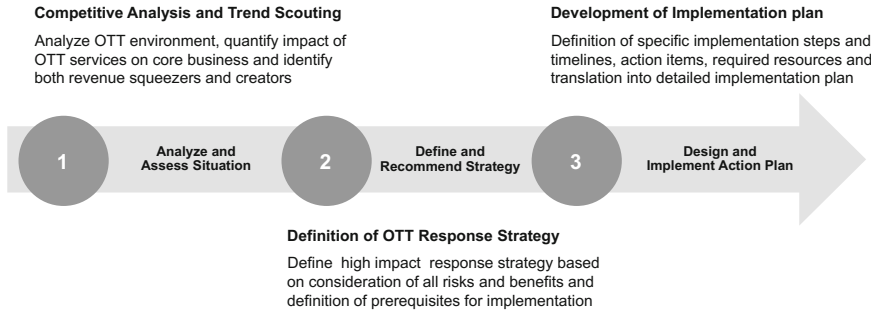 Competitive Analysis and Trend Scouting
Analyze OTT environment, quantify impact of
OTT services on core business and identify
both revenue squeezers and creators
Development of Implementation plan
Definition of specific implementation steps and
timelines, action items, required resources and
translation into detailed implementation plan
1
Analyze and
Assess Situation
2
Define and
Recommend Strategy
3
Design and
Implement Action Plan
Definition of OTT Response Strategy
Define high impact response strategy based
on consideration of all risks and benefits and
definition of prerequisites for implementation